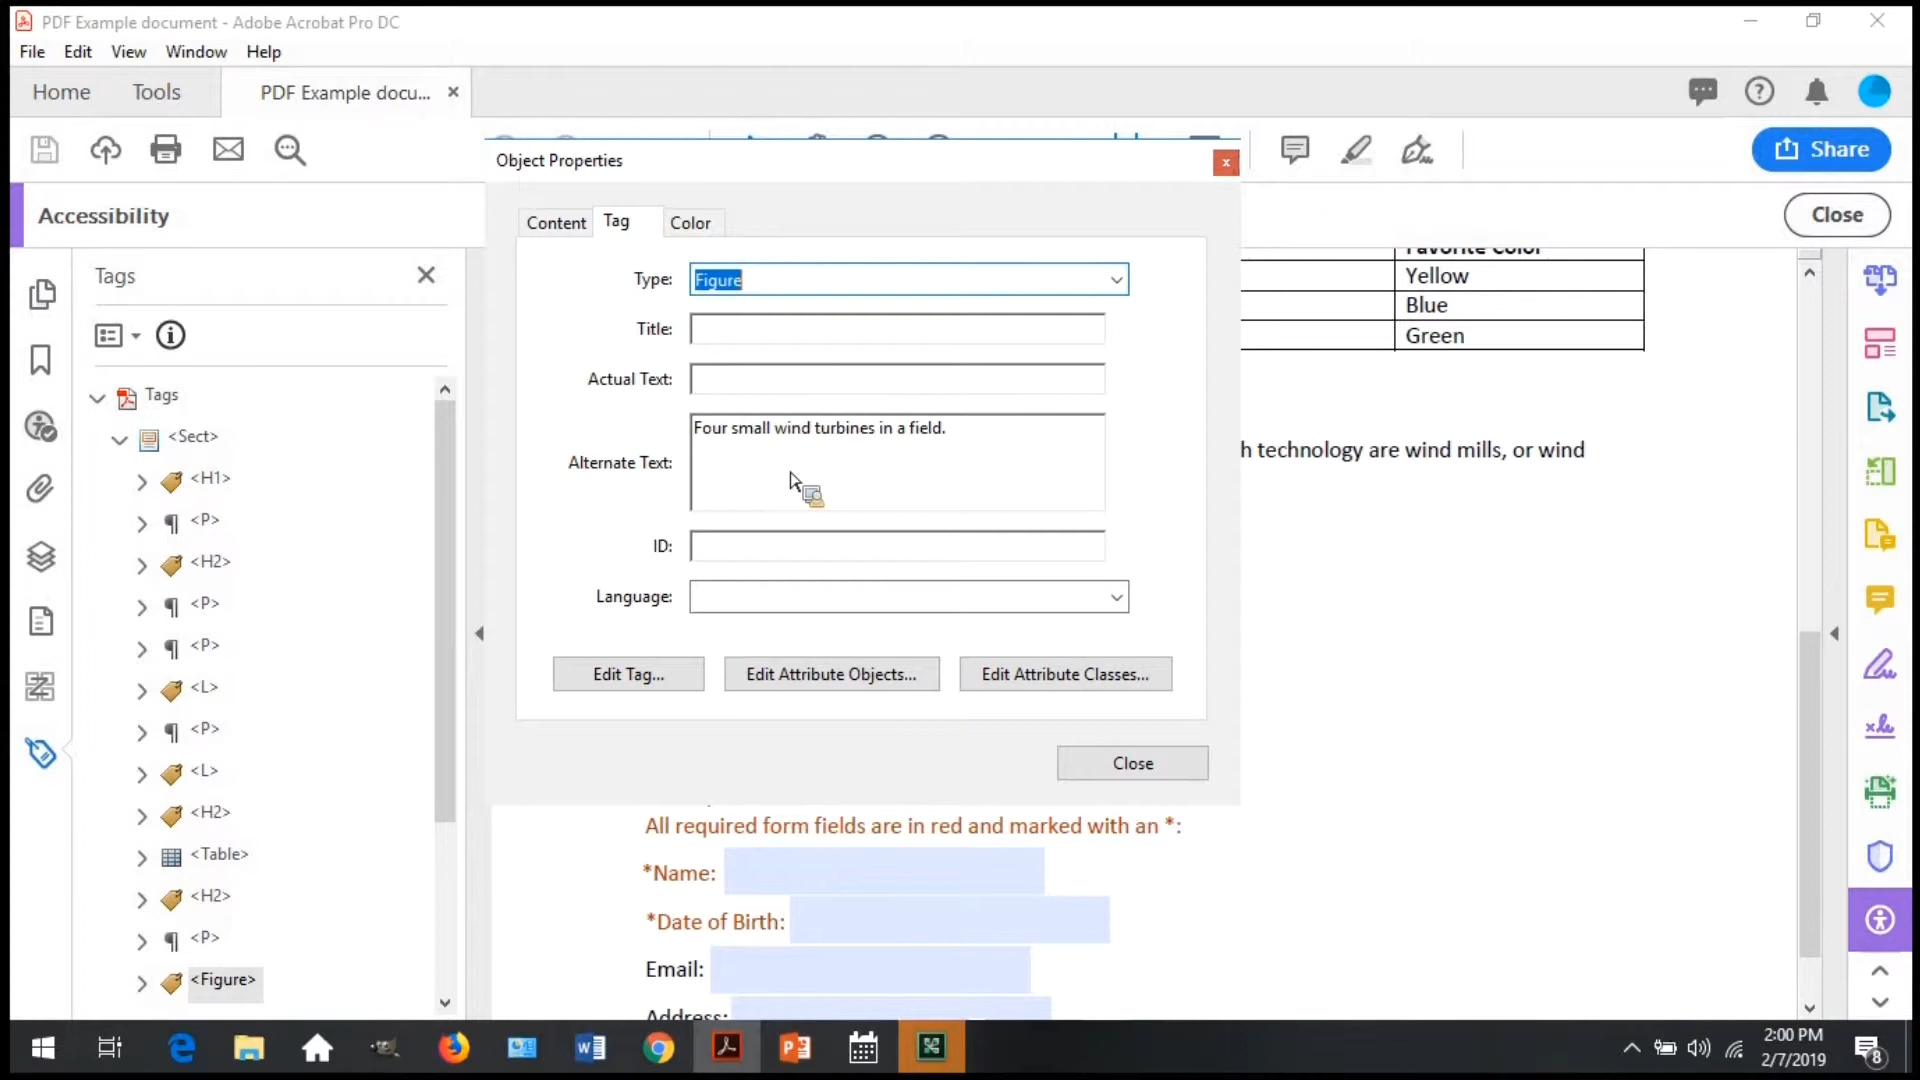 PDF Example document - Adobe Acrobat Pro DC
File Edit View Window Help
Home Tools PDF Example docu...
Share
Accessibility
Close
Object Properties
Content Tag Color
Type: Figure
Title:
Actual Text:
Alternate Text: Four small wind turbines in a field.
ID:
Language:
Edit Tag... Edit Attribute Objects... Edit Attribute Classes...
Close
Tags
Tags
<Sect>
<H1>
<P>
<H2>
<P>
<P>
<L>
<P>
<L>
<H2>
<Table>
<H2>
<P>
<Figure>
Favorite Color
Yellow
Blue
Green
h technology are wind mills, or wind
All required form fields are in red and marked with an *:
*Name:
*Date of Birth:
Email:
Address:
2:00 PM
2/7/2019
8